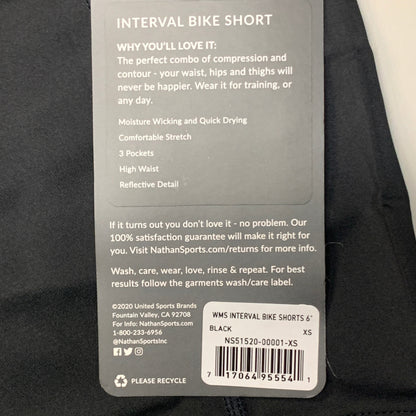 INTERVAL BIKE SHORT
WHY YOU'LL LOVE IT:
The perfect combo of compression and
contour - your waist, hips and thighs will
never be happier. Wear it for training, or
any day.
Moisture Wicking and Quick Drying
Comfortable Stretch
3 Pockets
High Waist
Reflective Detail
If it turns out you don't love it - no problem. Our
100% satisfaction guarantee will make it right for
you. Visit NathanSports.com/returns for more info.
Wash, care, wear, love, rinse & repeat. For best
results follow the garments wash/care label.
©2020 United Sports Brands
Fountain Valley, CA 92708
For Info: NathanSports.com
1-800-233-6956
@NathanSportsInc
PLEASE RECYCLE
WMS INTERVAL BIKE SHORTS 6"
BLACK XS
NS51520-00001-XS
7 17064 95554 1